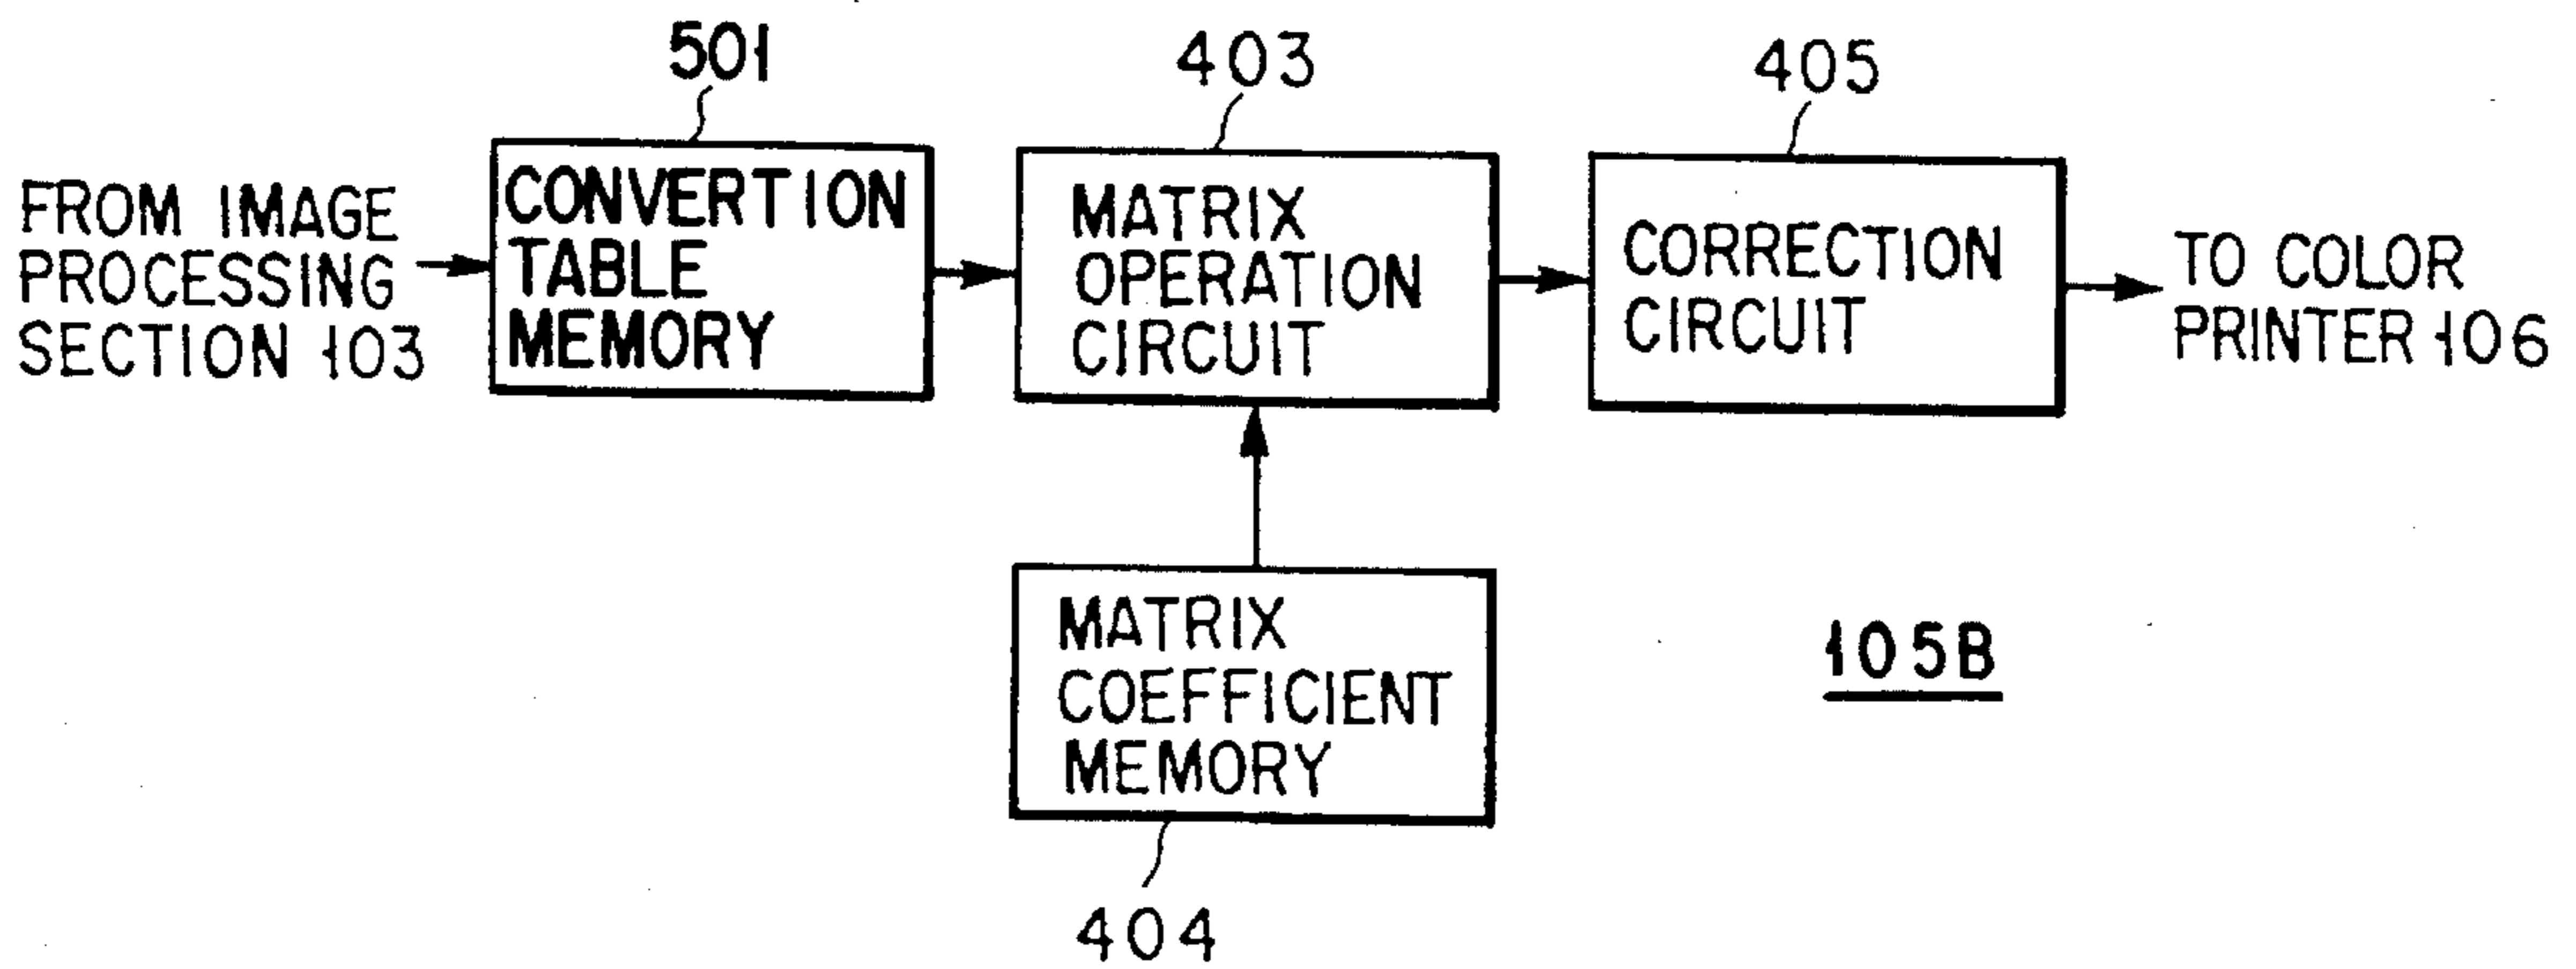 501
403
405
FROM IMAGE
PROCESSING
SECTION 103
CONVERTION
TABLE
MEMORY
MATRIX
OPERATION
CIRCUIT
CORRECTION
CIRCUIT
TO COLOR
PRINTER 106
MATRIX
COEFFICIENT
MEMORY
105B
404